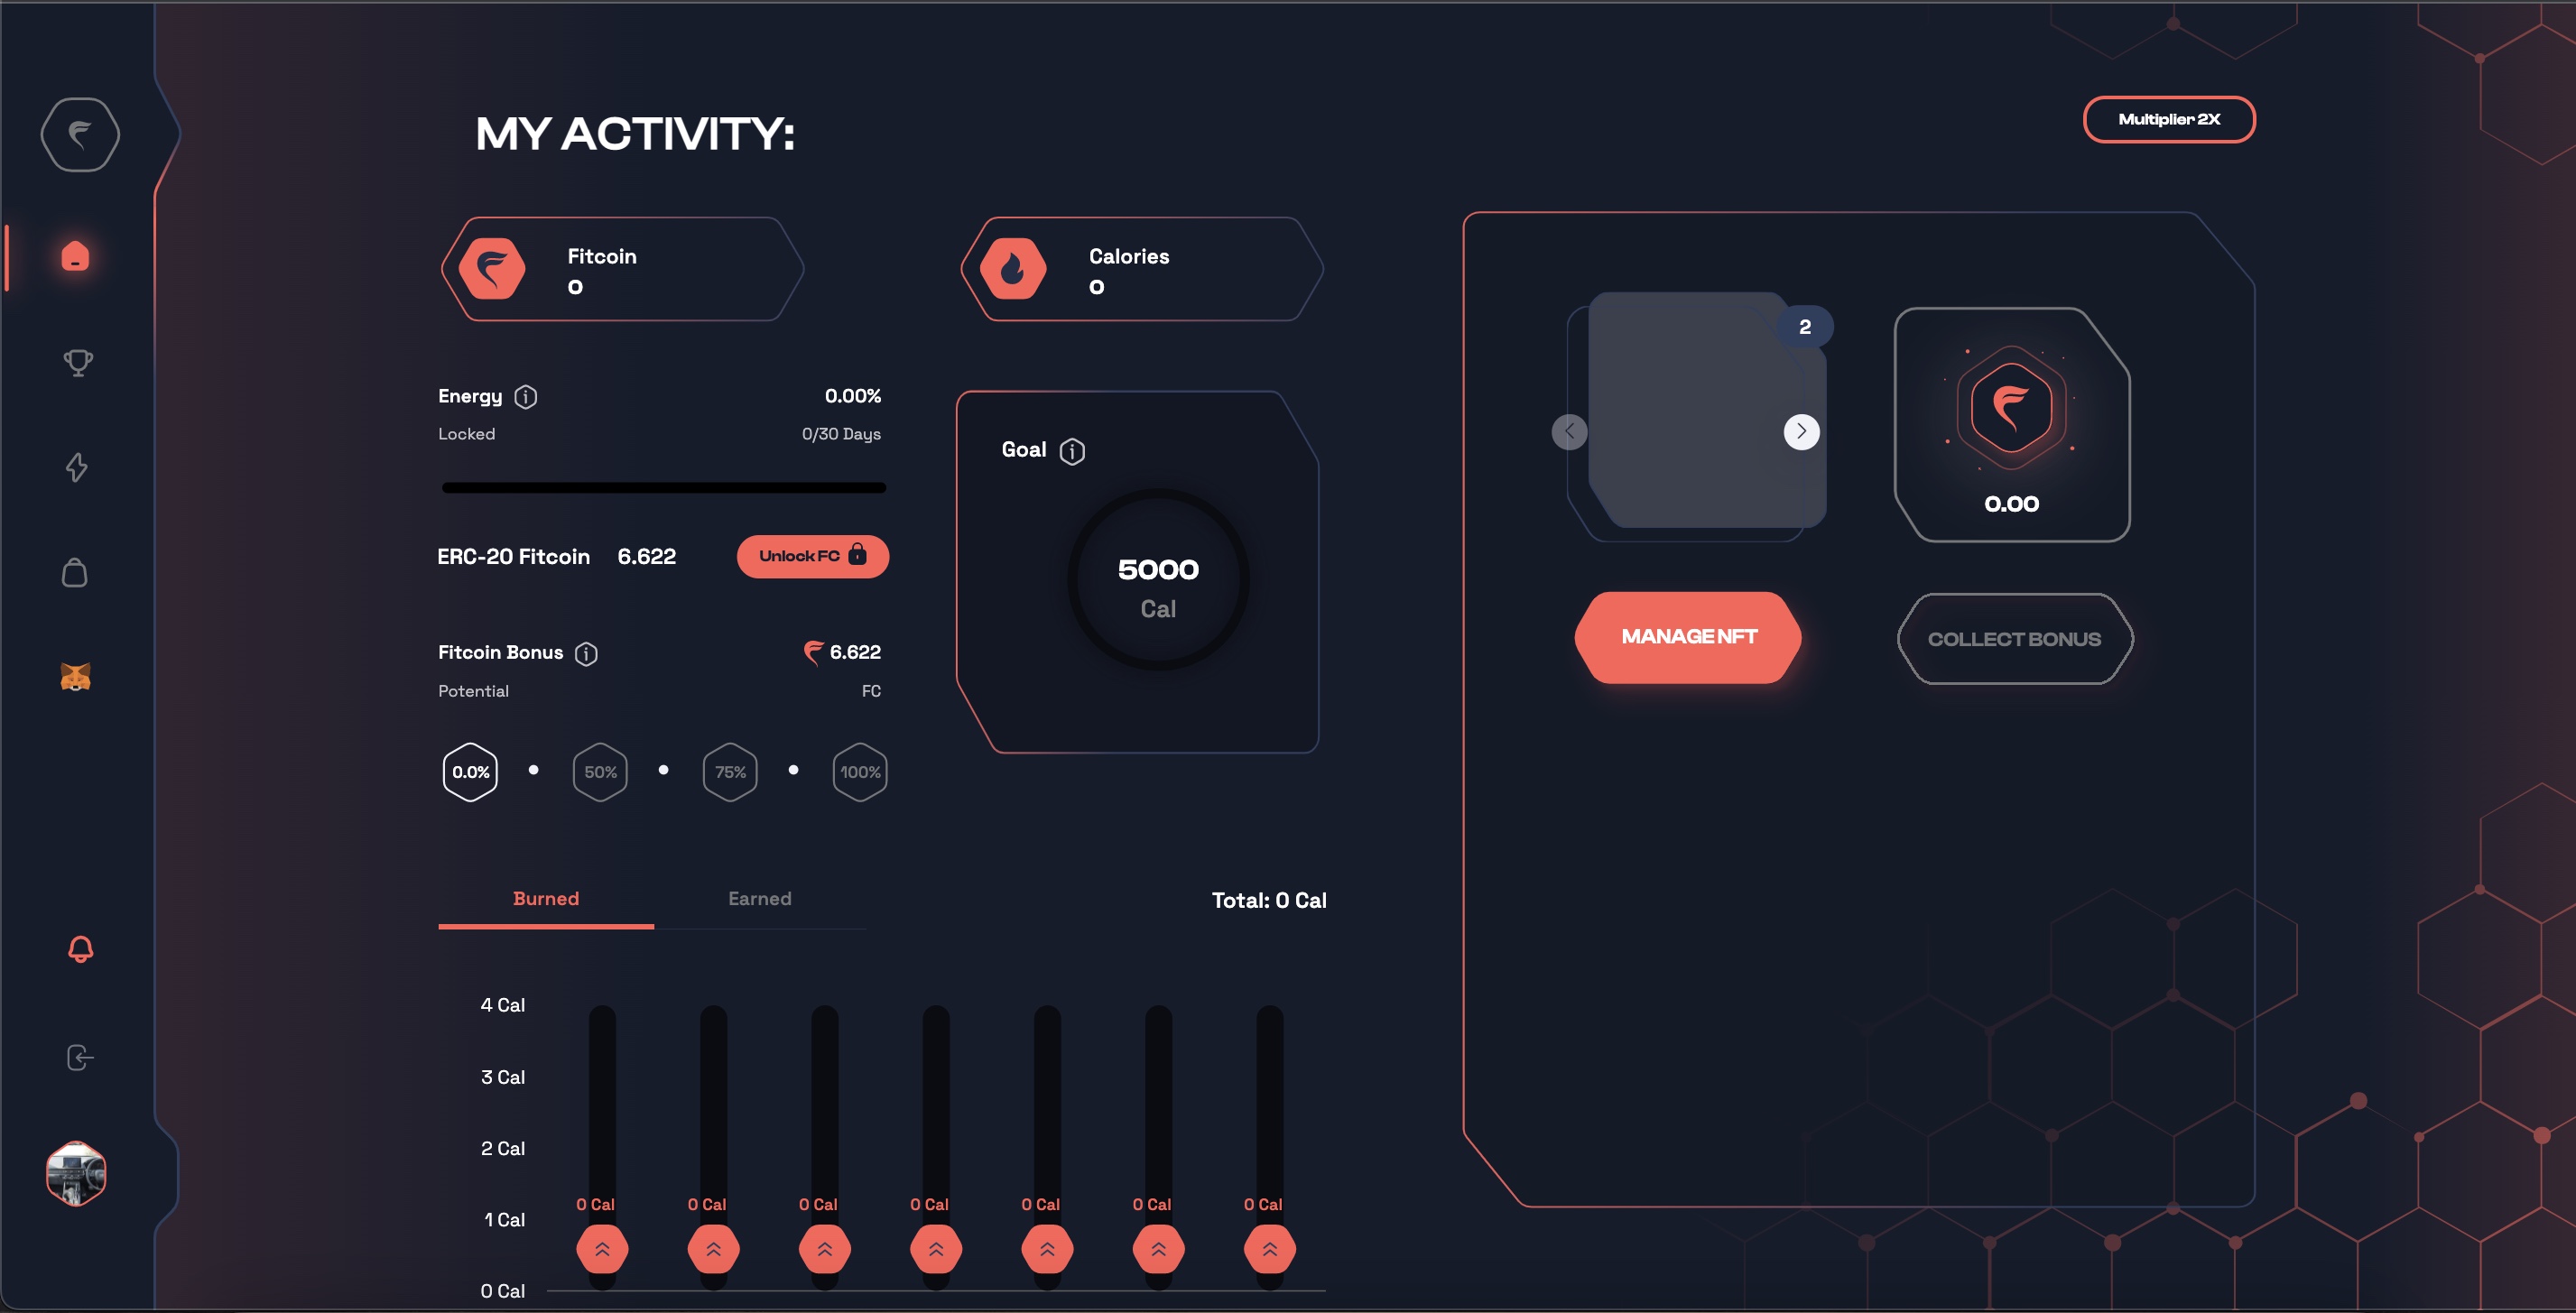 MY ACTIVITY:
Multiplier 2X
Fitcoin
0
Calories
0
Energy
0.00%
Locked
0/30 Days
ERC-20 Fitcoin 6.622
Unlock FC
Fitcoin Bonus
6.622
Potential
FC
0.0%
50%
75%
100%
Goal
5000
Cal
2
0.00
MANAGE NFT
COLLECT BONUS
Burned
Earned
Total: 0 Cal
4 Cal
3 Cal
2 Cal
1 Cal
0 Cal
0 Cal
0 Cal
0 Cal
0 Cal
0 Cal
0 Cal
0 Cal